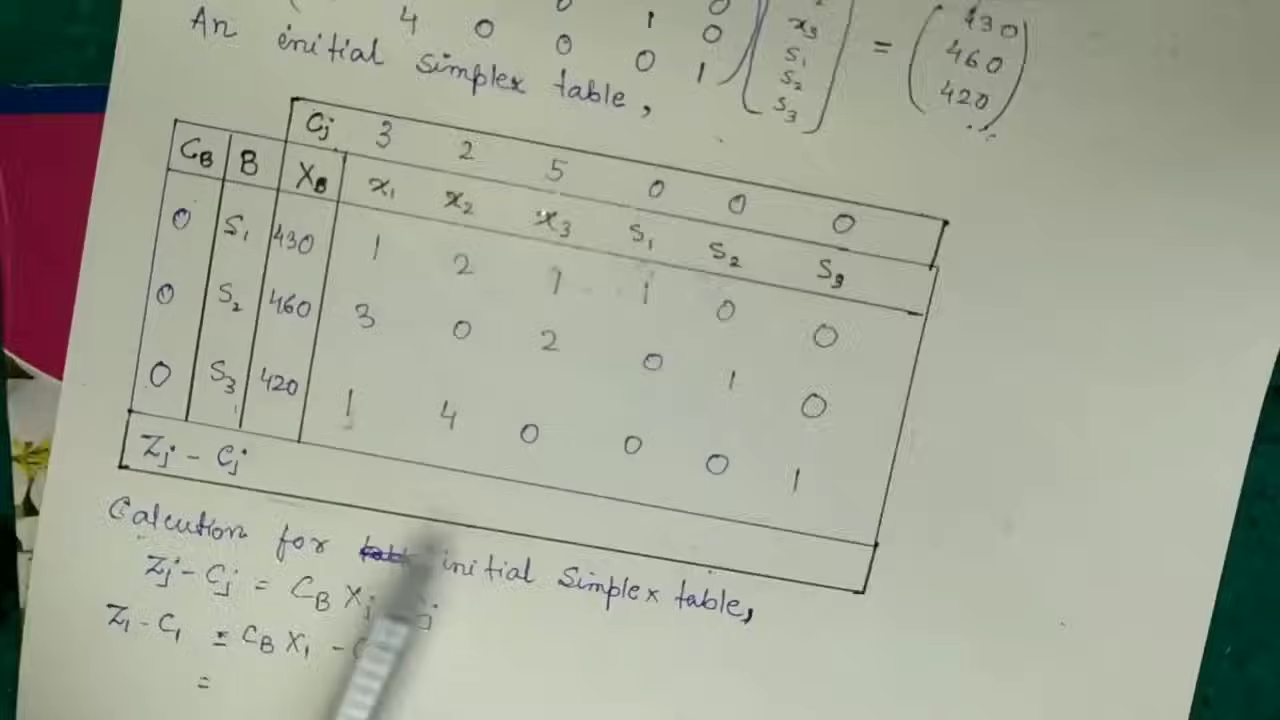 4 0 0 1 0 x3 = 430
0 0 1 s1 460
s2 420
s3
An initial simplex table,
Cj 3 2 5 0 0 0
CB B XB x1 x2 x3 S1 S2 S3
0 S1 430 1 2 1 1 0 0
0 S2 460 3 0 2 0 1 0
0 S3 420 1 4 0 0 0 1
Zj - Cj
Calcution for initial Simplex table,
Zj - Cj = CB Xj j
Z1 - C1 = CB X1 - C
=